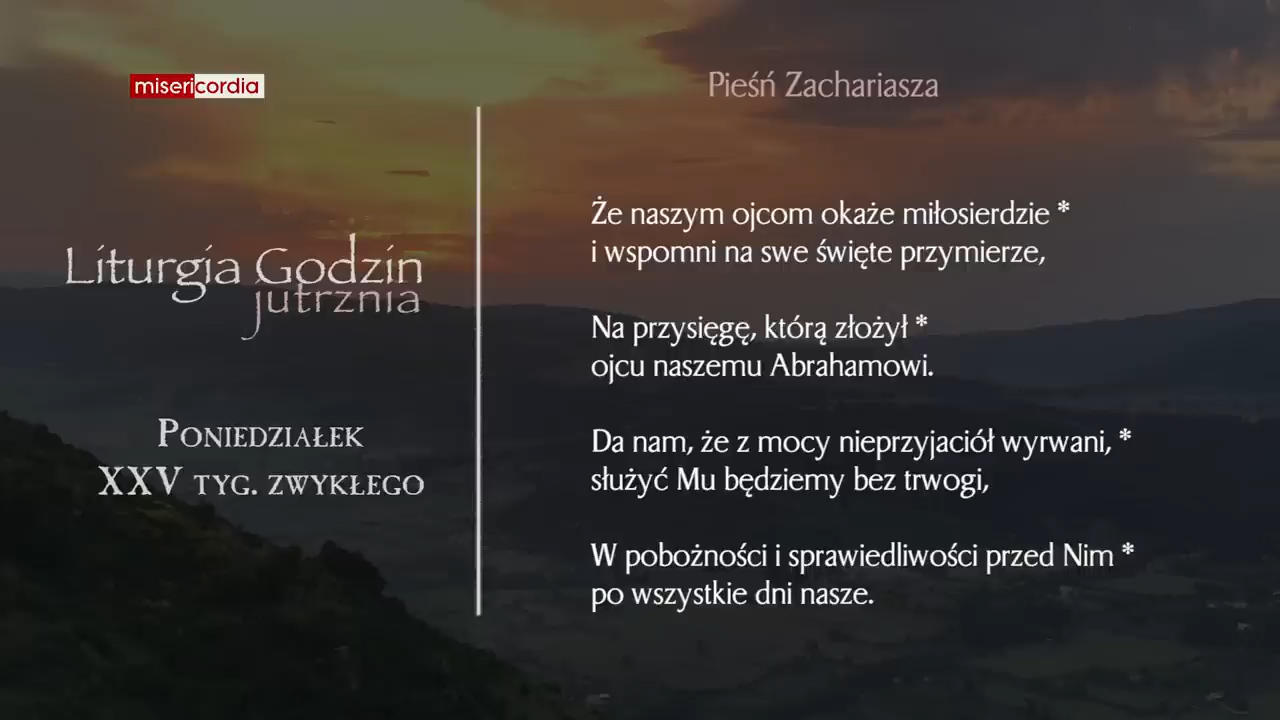 misericordia
Liturgia Godzin
jutrznia
Poniedziałek
XXV tyg. zwykłego
Pieśń Zachariasza
Że naszym ojcom okaże miłosierdzie *
i wspomni na swe święte przymierze,
Na przysięgę, którą złożył *
ojcu naszemu Abrahamowi.
Da nam, że z mocy nieprzyjaciół wyrwani, *
służyć Mu będziemy bez trwogi,
W pobożności i sprawiedliwości przed Nim *
po wszystkie dni nasze.